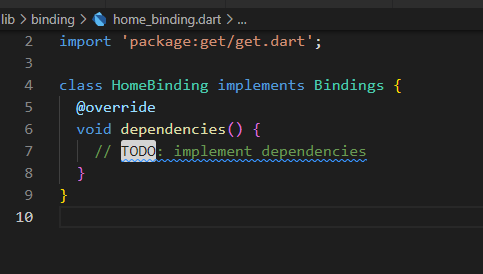 lib > binding > home_binding.dart > ...
2 import 'package:get/get.dart';
3
4 class HomeBinding implements Bindings {
5 @override
6 void dependencies() {
7 // TODO: implement dependencies
8 }
9 }
10